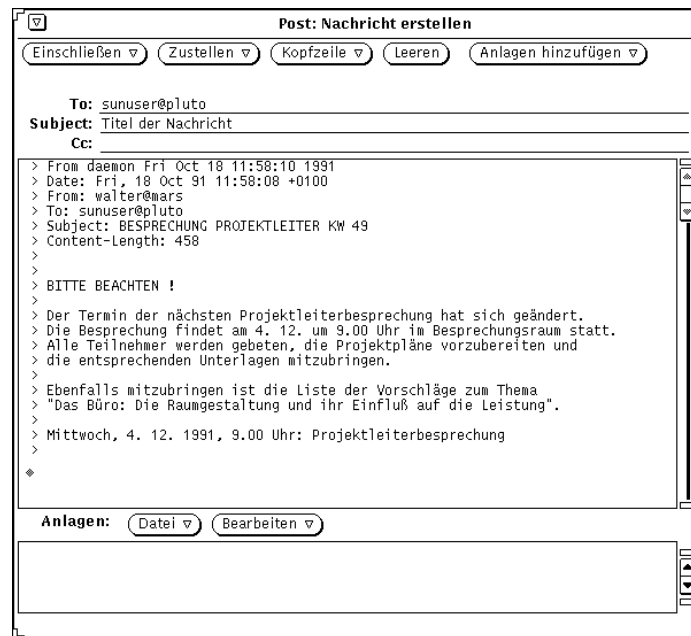 Post: Nachricht erstellen
Einschließen Zustellen Kopfzeile Leeren Anlagen hinzufügen
To: sunuser@pluto
Subject: Titel der Nachricht
Cc:
> From daemon Fri Oct 18 11:58:10 1991
> Date: Fri, 18 Oct 91 11:58:08 +0100
> From: walter@mars
> To: sunuser@pluto
> Subject: BESPRECHUNG PROJEKTLEITER KW 49
> Content-Length: 458
>
>
> BITTE BEACHTEN !
>
> Der Termin der nächsten Projektleiterbesprechung hat sich geändert.
> Die Besprechung findet am 4. 12. um 9.00 Uhr im Besprechungsraum statt.
> Alle Teilnehmer werden gebeten, die Projektpläne vorzubereiten und
> die entsprechenden Unterlagen mitzubringen.
>
> Ebenfalls mitzubringen ist die Liste der Vorschläge zum Thema
> "Das Büro: Die Raumgestaltung und ihr Einfluß auf die Leistung".
>
> Mittwoch, 4. 12. 1991, 9.00 Uhr: Projektleiterbesprechung
>
Anlagen: Datei Bearbeiten